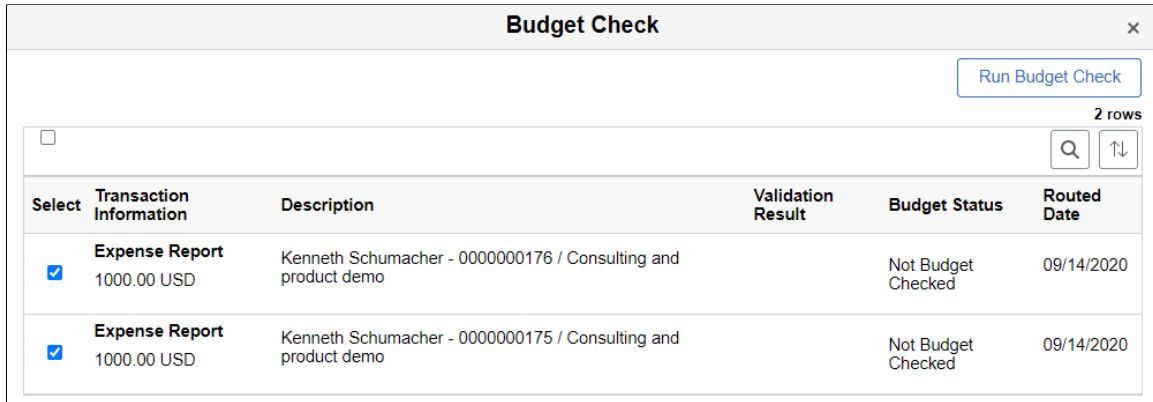 Budget Check
×
Run Budget Check
2 rows
Select
Transaction
Information
Description
Validation
Result
Budget Status
Routed
Date
Expense Report
1000.00 USD
Kenneth Schumacher - 0000000176 / Consulting and
product demo
Not Budget
Checked
09/14/2020
Expense Report
1000.00 USD
Kenneth Schumacher - 0000000175 / Consulting and
product demo
Not Budget
Checked
09/14/2020